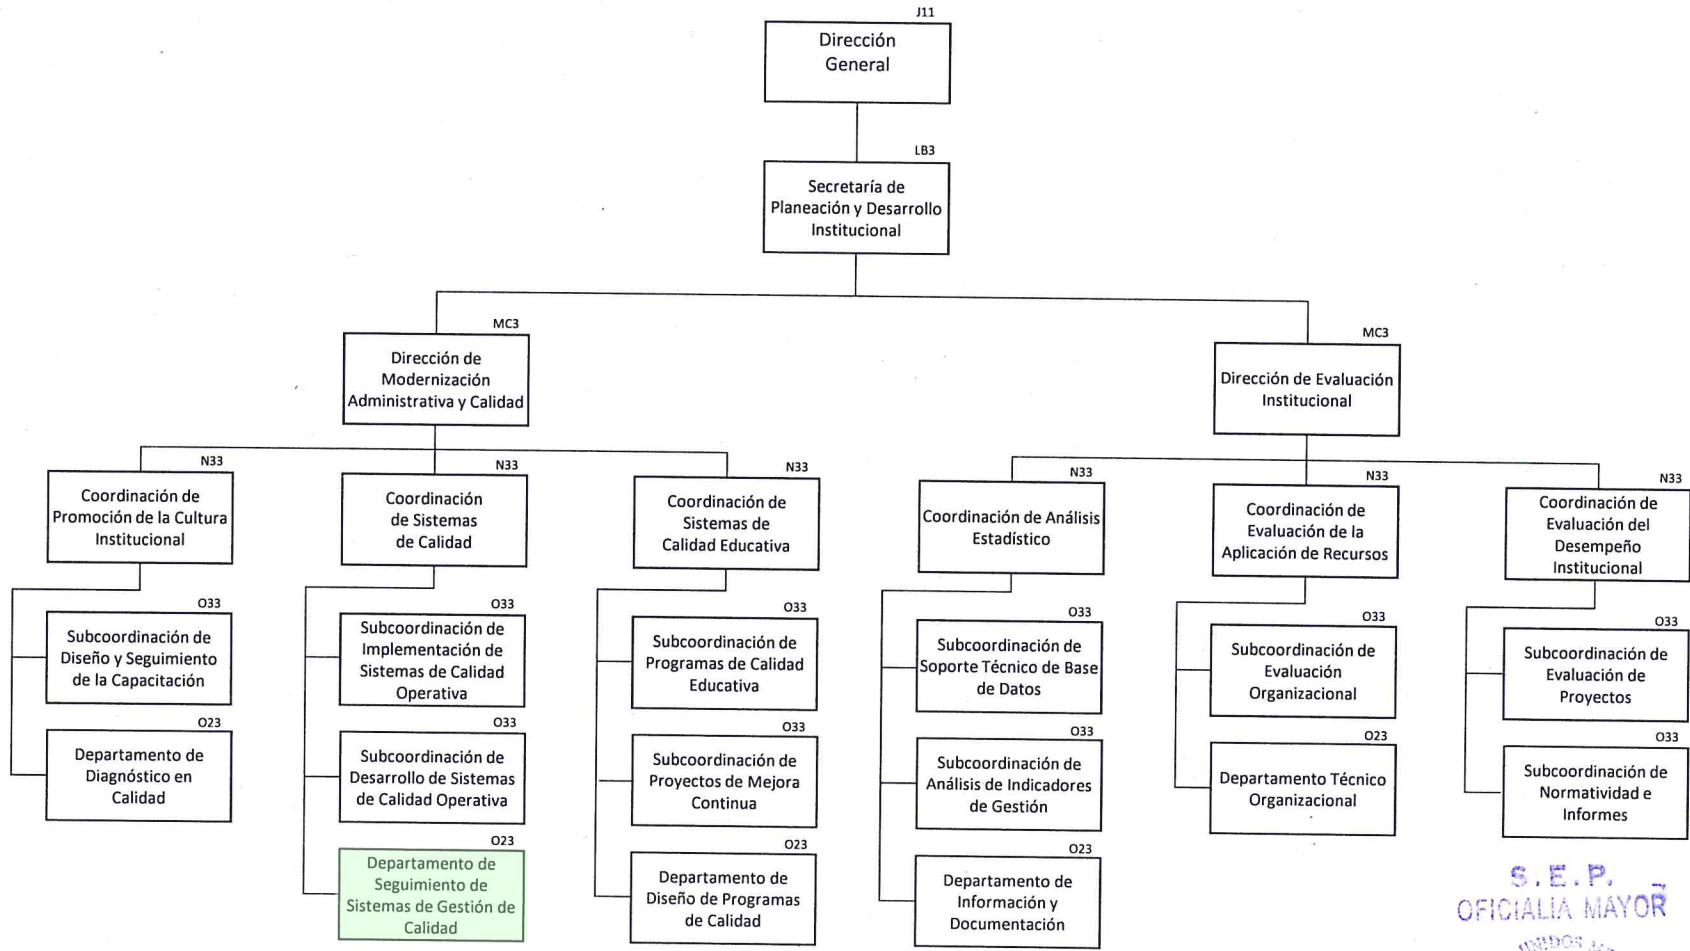 J11
Dirección
General
LB3
Secretaría de
Planeación y Desarrollo
Institucional
MC3
Dirección de
Modernización
Administrativa y Calidad
MC3
Dirección de Evaluación
Institucional
N33
Coordinación de
Promoción de la Cultura
Institucional
N33
Coordinación
de Sistemas
de Calidad
N33
Coordinación de
Sistemas de
Calidad Educativa
N33
Coordinación de Análisis
Estadístico
N33
Coordinación de
Evaluación de la
Aplicación de Recursos
N33
Coordinación de
Evaluación del
Desempeño
Institucional
O33
Subcoordinación de
Diseño y Seguimiento
de la Capacitación
O23
Departamento de
Diagnóstico en
Calidad
O33
Subcoordinación de
Implementación de
Sistemas de Calidad
Operativa
O33
Subcoordinación de
Desarrollo de Sistemas
de Calidad Operativa
O23
Departamento de
Seguimiento de
Sistemas de Gestión de
Calidad
O33
Subcoordinación de
Programas de Calidad
Educativa
O33
Subcoordinación de
Proyectos de Mejora
Continua
O23
Departamento de
Diseño de Programas
de Calidad
O33
Subcoordinación de
Soporte Técnico de Base
de Datos
O33
Subcoordinación de
Análisis de Indicadores
de Gestión
O23
Departamento de
Información y
Documentación
O33
Subcoordinación de
Evaluación
Organizacional
O23
Departamento Técnico
Organizacional
O33
Subcoordinación de
Evaluación de
Proyectos
O33
Subcoordinación de
Normatividad e
Informes
S.E.P.
OFICIALIA MAYOR